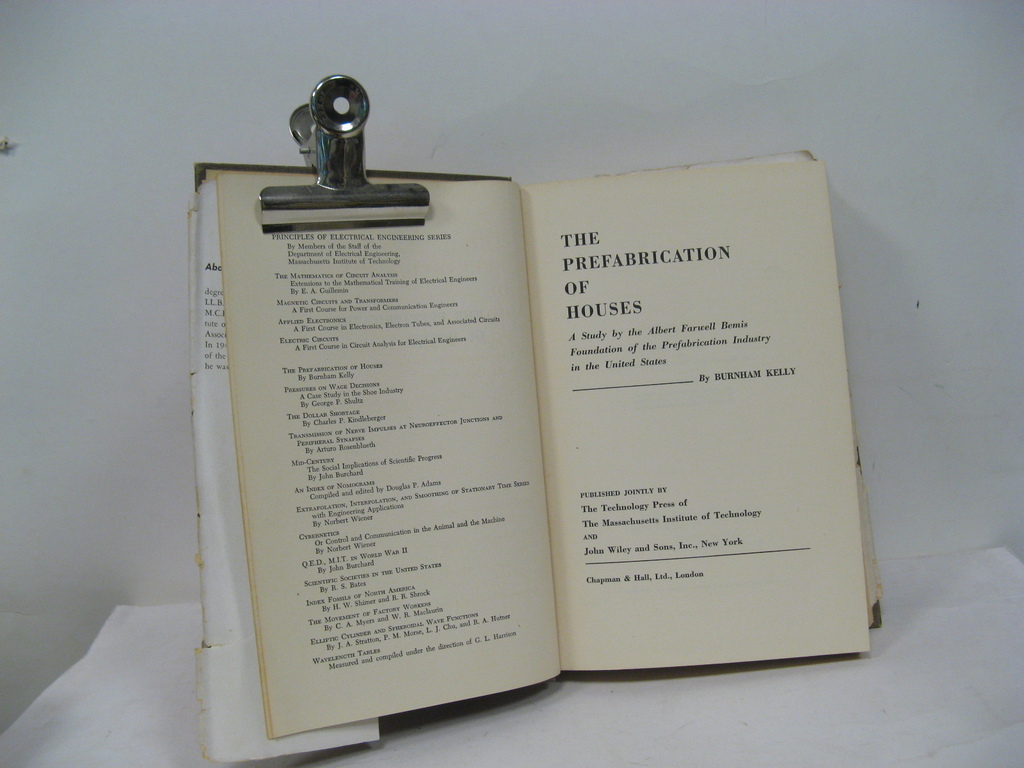 Abo
degre
LL.B.
M.C.
tute o
Assoc
In 19
of the
he was
PRINCIPLES OF ELECTRICAL ENGINEERING SERIES
By Members of the Staff of the
Department of Electrical Engineering,
Massachusetts Institute of Technology
THE MATHEMATICS OF CIRCUIT ANALYSIS
Extensions to the Mathematical Training of Electrical Engineers
By E. A. Guillemin
MAGNETIC CIRCUITS AND TRANSFORMERS
A First Course for Power and Communication Engineers
APPLIED ELECTRONICS
A First Course in Electronics, Electron Tubes, and Associated Circuits
ELECTRIC CIRCUITS
A First Course in Circuit Analysis for Electrical Engineers
THE PREFABRICATION OF HOUSES
By Burnham Kelly
PRESSURES ON WAGE DECISIONS
A Case Study in the Shoe Industry
By George P. Shultz
THE DOLLAR SHORTAGE
By Charles P. Kindleberger
TRANSMISSION OF NERVE IMPULSES AT NEUROEFFECTOR JUNCTIONS AND
PERIPHERAL SYNAPSES
By Arturo Rosenblueth
MID-CENTURY
The Social Implications of Scientific Progress
By John Burchard
AN INDEX OF NOMOGRAMS
Compiled and edited by Douglas P. Adams
EXTRAPOLATION, INTERPOLATION, AND SMOOTHING OF STATIONARY TIME SERIES
with Engineering Applications
By Norbert Wiener
CYBERNETICS
Or Control and Communication in the Animal and the Machine
By Norbert Wiener
Q.E.D., M.I.T. IN WORLD WAR II
By John Burchard
SCIENTIFIC SOCIETIES IN THE UNITED STATES
By R. S. Bates
INDEX FOSSILS OF NORTH AMERICA
By H. W. Shimer and R. R. Shrock
THE MOVEMENT OF FACTORY WORKERS
By C. A. Myers and W. R. Maclaurin
ELLIPTIC CYLINDER AND SPHEROIDAL WAVE FUNCTIONS
By J. A. Stratton, P. M. Morse, L. J. Chu, and R. A. Hutner
WAVELENGTH TABLES
Measured and compiled under the direction of G. L. Harrison
THE
PREFABRICATION
OF
HOUSES
A Study by the Albert Farwell Bemis
Foundation of the Prefabrication Industry
in the United States
By BURNHAM KELLY
PUBLISHED JOINTLY BY
The Technology Press of
The Massachusetts Institute of Technology
AND
John Wiley and Sons, Inc., New York
Chapman & Hall, Ltd., London